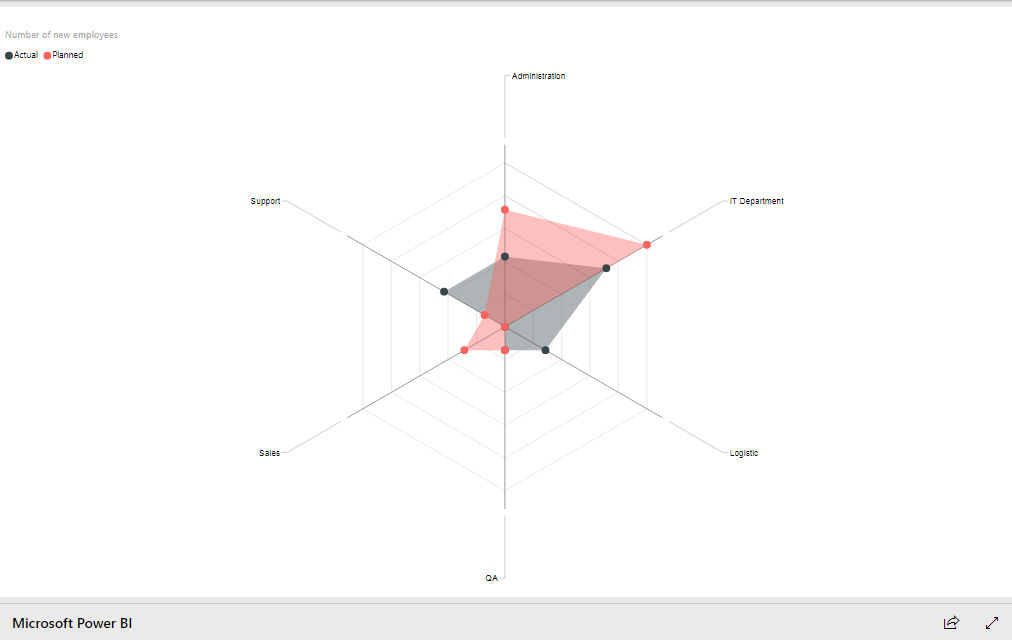 Number of new employees
Actual Planned
Administration
Support
IT Department
Sales
Logistic
QA
Microsoft Power BI